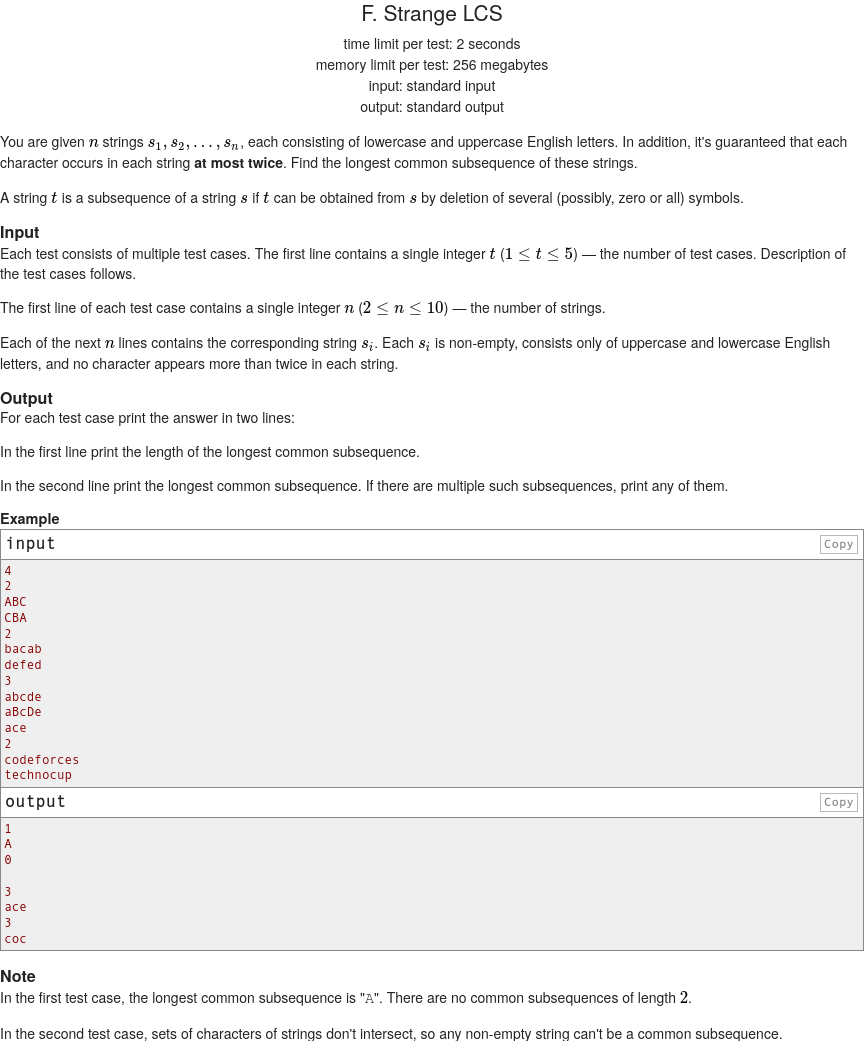 F. Strange LCS
time limit per test: 2 seconds
memory limit per test: 256 megabytes
input: standard input
output: standard output
You are given n strings s₁, s₂, …, sₙ, each consisting of lowercase and uppercase English letters. In addition, it's guaranteed that each
character occurs in each string at most twice. Find the longest common subsequence of these strings.
A string t is a subsequence of a string s if t can be obtained from s by deletion of several (possibly, zero or all) symbols.
Input
Each test consists of multiple test cases. The first line contains a single integer t (1 ≤ t ≤ 5) — the number of test cases. Description of
the test cases follows.
The first line of each test case contains a single integer n (2 ≤ n ≤ 10) — the number of strings.
Each of the next n lines contains the corresponding string sᵢ. Each sᵢ is non-empty, consists only of uppercase and lowercase English
letters, and no character appears more than twice in each string.
Output
For each test case print the answer in two lines:
In the first line print the length of the longest common subsequence.
In the second line print the longest common subsequence. If there are multiple such subsequences, print any of them.
Example
input Copy
4
2
ABC
CBA
2
bacab
defed
3
abcde
aBcDe
ace
2
codeforces
technocup
output Copy
1
A
0

3
ace
3
coc
Note
In the first test case, the longest common subsequence is "A". There are no common subsequences of length 2.
In the second test case, sets of characters of strings don't intersect, so any non-empty string can't be a common subsequence.